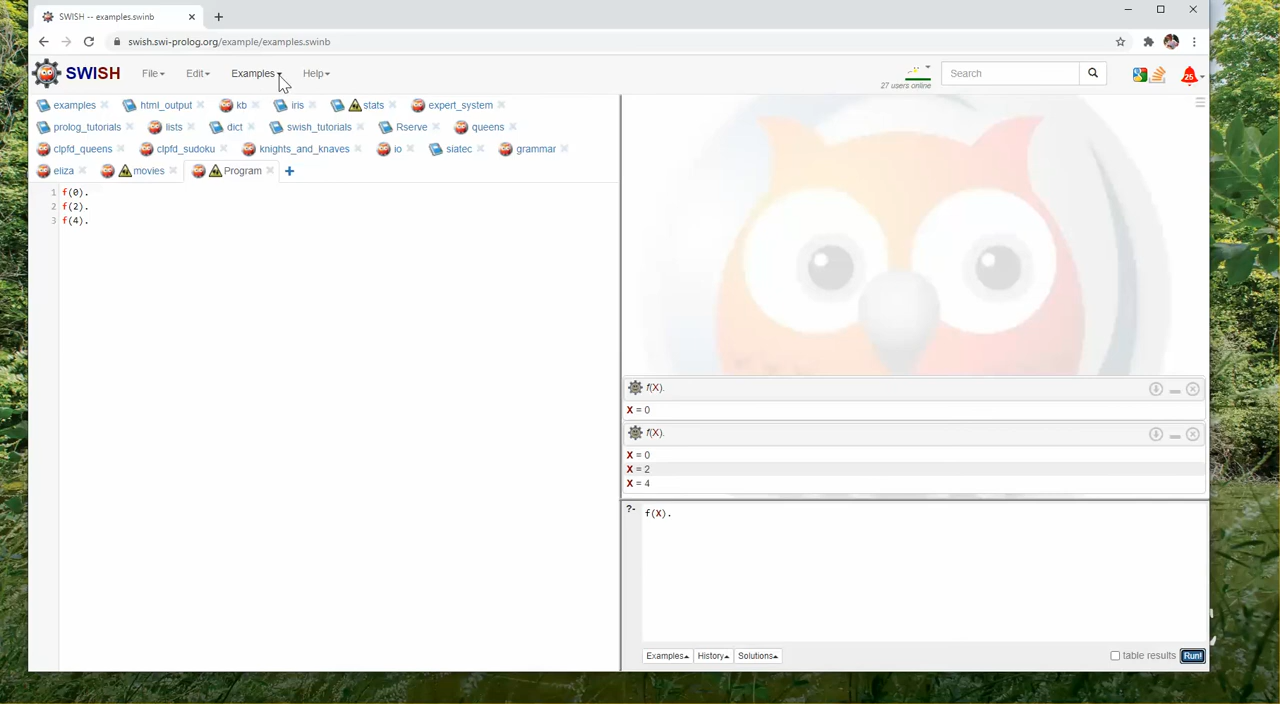 SWISH -- examples.swinb
swish.swi-prolog.org/example/examples.swinb
SWISH File Edit Examples Help 27 users online Search 25
examples html_output kb iris stats expert_system
prolog_tutorials lists dict swish_tutorials Rserve queens
clpfd_queens clpfd_sudoku knights_and_knaves io siatec grammar
eliza movies Program
1 f(0).
2 f(2).
3 f(4).
f(X).
X = 0
f(X).
X = 0
X = 2
X = 4
?- f(X).
Examples History Solutions table results Run!